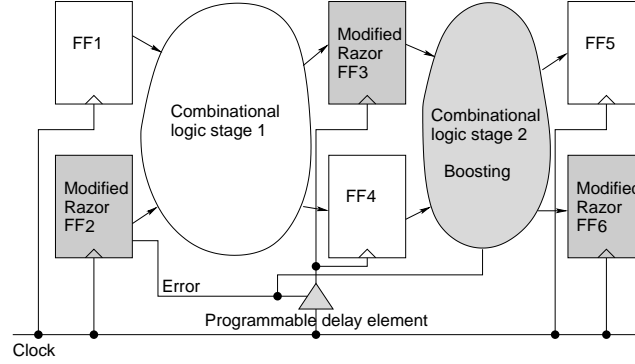 FF1
Combinational
logic stage 1
Modified
Razor
FF3
Combinational
logic stage 2
Boosting
FF5
Modified
Razor
FF2
FF4
Modified
Razor
FF6
Error
Programmable delay element
Clock